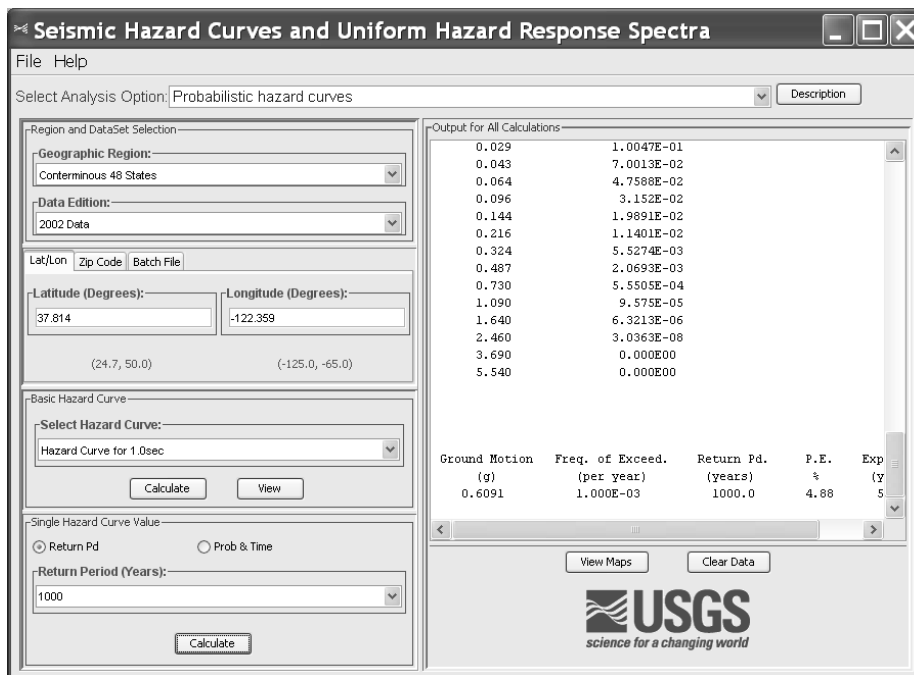 Seismic Hazard Curves and Uniform Hazard Response Spectra
File Help
Select Analysis Option: Probabilistic hazard curves
Description
Region and DataSet Selection
Geographic Region:
Conterminous 48 States
Data Edition:
2002 Data
Lat/Lon Zip Code Batch File
Latitude (Degrees): Longitude (Degrees):
37.814 -122.359
(24.7, 50.0) (-125.0, -65.0)
Basic Hazard Curve
Select Hazard Curve:
Hazard Curve for 1.0sec
Calculate View
Single Hazard Curve Value
Return Pd Prob & Time
Return Period (Years):
1000
Calculate
Output for All Calculations
0.029 1.0047E-01
0.043 7.0013E-02
0.064 4.7588E-02
0.096 3.152E-02
0.144 1.9891E-02
0.216 1.1401E-02
0.324 5.5274E-03
0.487 2.0693E-03
0.730 5.5505E-04
1.090 9.575E-05
1.640 6.3213E-06
2.460 3.0363E-08
3.690 0.000E00
5.540 0.000E00
Ground Motion Freq. of Exceed. Return Pd. P.E. Exp
(g) (per year) (years) % (y
0.6091 1.000E-03 1000.0 4.88 5
View Maps Clear Data
USGS
science for a changing world